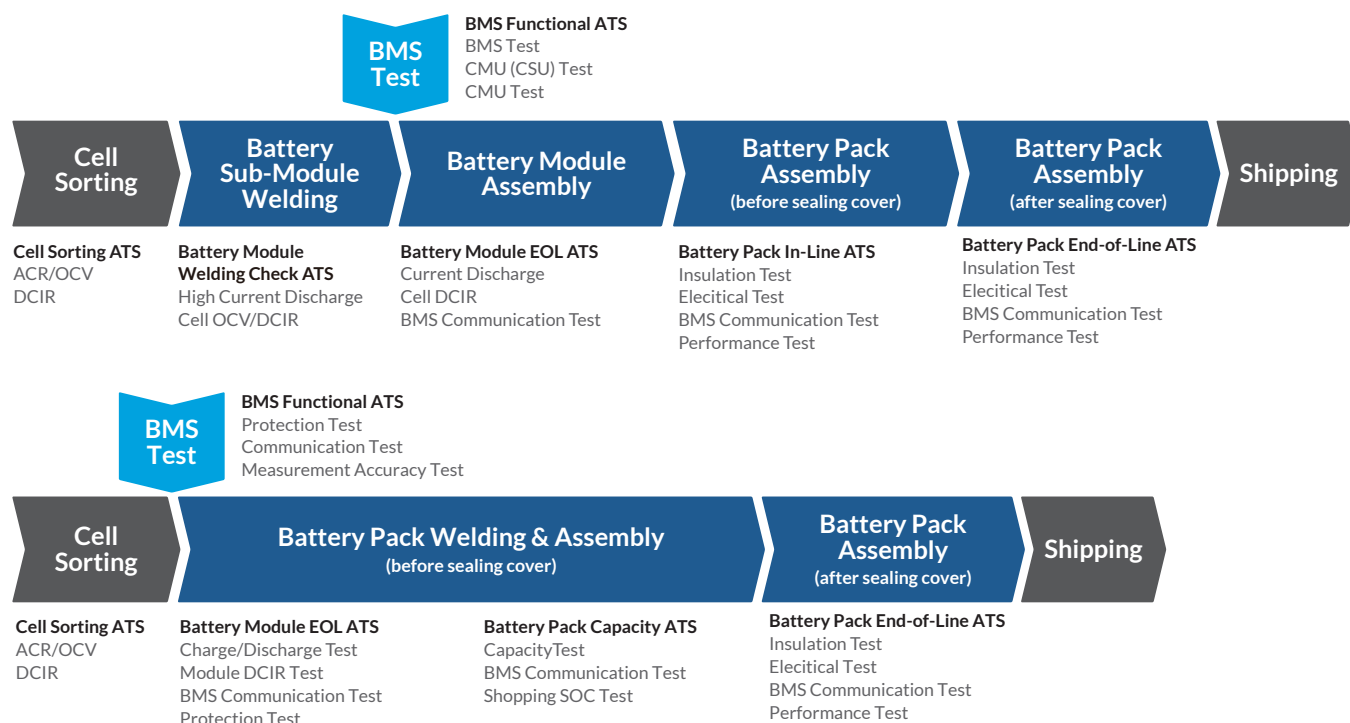 BMS
Test
BMS Functional ATS
BMS Test
CMU (CSU) Test
CMU Test
Cell
Sorting
Battery
Sub-Module
Welding
Battery Module
Assembly
Battery Pack
Assembly
(before sealing cover)
Battery Pack
Assembly
(after sealing cover)
Shipping
Cell Sorting ATS
ACR/OCV
DCIR
Battery Module
Welding Check ATS
High Current Discharge
Cell OCV/DCIR
Battery Module EOL ATS
Current Discharge
Cell DCIR
BMS Communication Test
Battery Pack In-Line ATS
Insulation Test
Elecitical Test
BMS Communication Test
Performance Test
Battery Pack End-of-Line ATS
Insulation Test
Elecitical Test
BMS Communication Test
Performance Test
BMS
Test
BMS Functional ATS
Protection Test
Communication Test
Measurement Accuracy Test
Cell
Sorting
Battery Pack Welding & Assembly
(before sealing cover)
Battery Pack
Assembly
(after sealing cover)
Shipping
Cell Sorting ATS
ACR/OCV
DCIR
Battery Module EOL ATS
Charge/Discharge Test
Module DCIR Test
BMS Communication Test
Protection Test
Battery Pack Capacity ATS
CapacityTest
BMS Communication Test
Shopping SOC Test
Battery Pack End-of-Line ATS
Insulation Test
Elecitical Test
BMS Communication Test
Performance Test